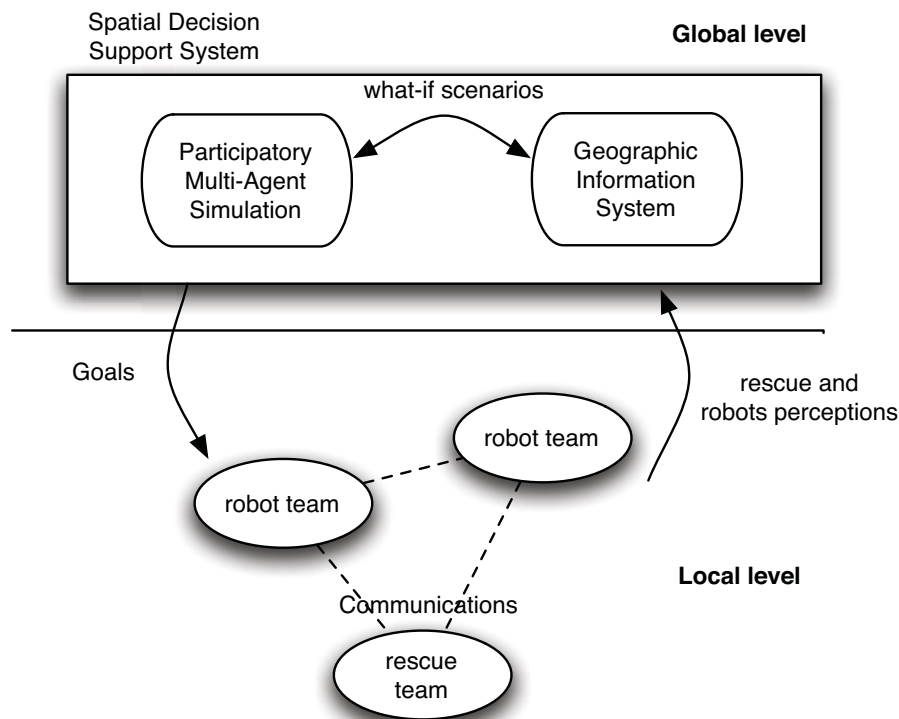 Spatial Decision
Support System
Global level
what-if scenarios
Participatory
Multi-Agent
Simulation
Geographic
Information
System
Goals
rescue and
robots perceptions
robot team
robot team
Local level
Communications
rescue
team